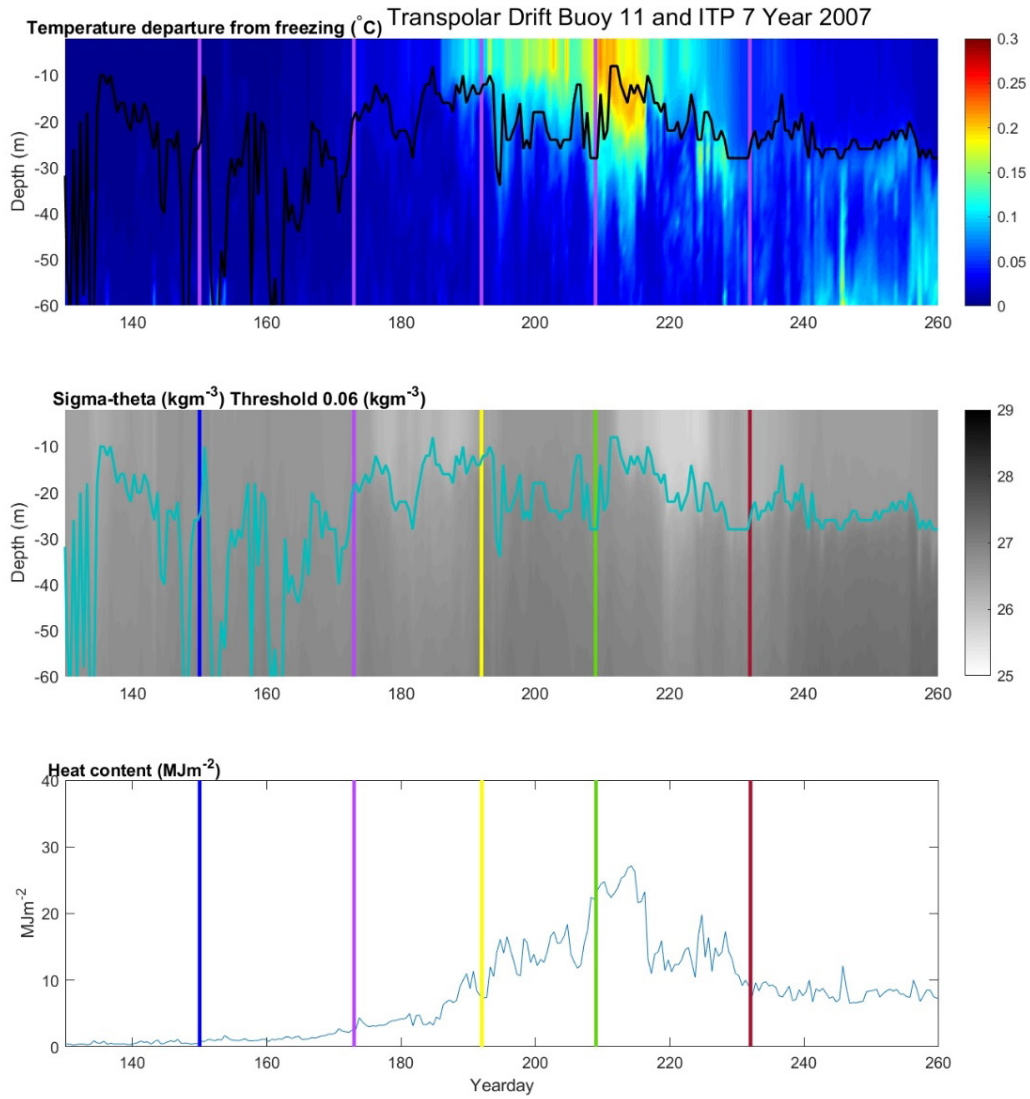 Transpolar Drift Buoy 11 and ITP 7 Year 2007
Temperature departure from freezing (°C)
-10
-20
-30
-40
-50
-60
Depth (m)
140 160 180 200 220 240 260
0.3
0.25
0.2
0.15
0.1
0.05
0
Sigma-theta (kgm-3) Threshold 0.06 (kgm-3)
-10
-20
-30
-40
-50
-60
Depth (m)
140 160 180 200 220 240 260
29
28
27
26
25
Heat content (MJm-2)
40
30
20
10
0
MJm-2
140 160 180 200 220 240 260
Yearday